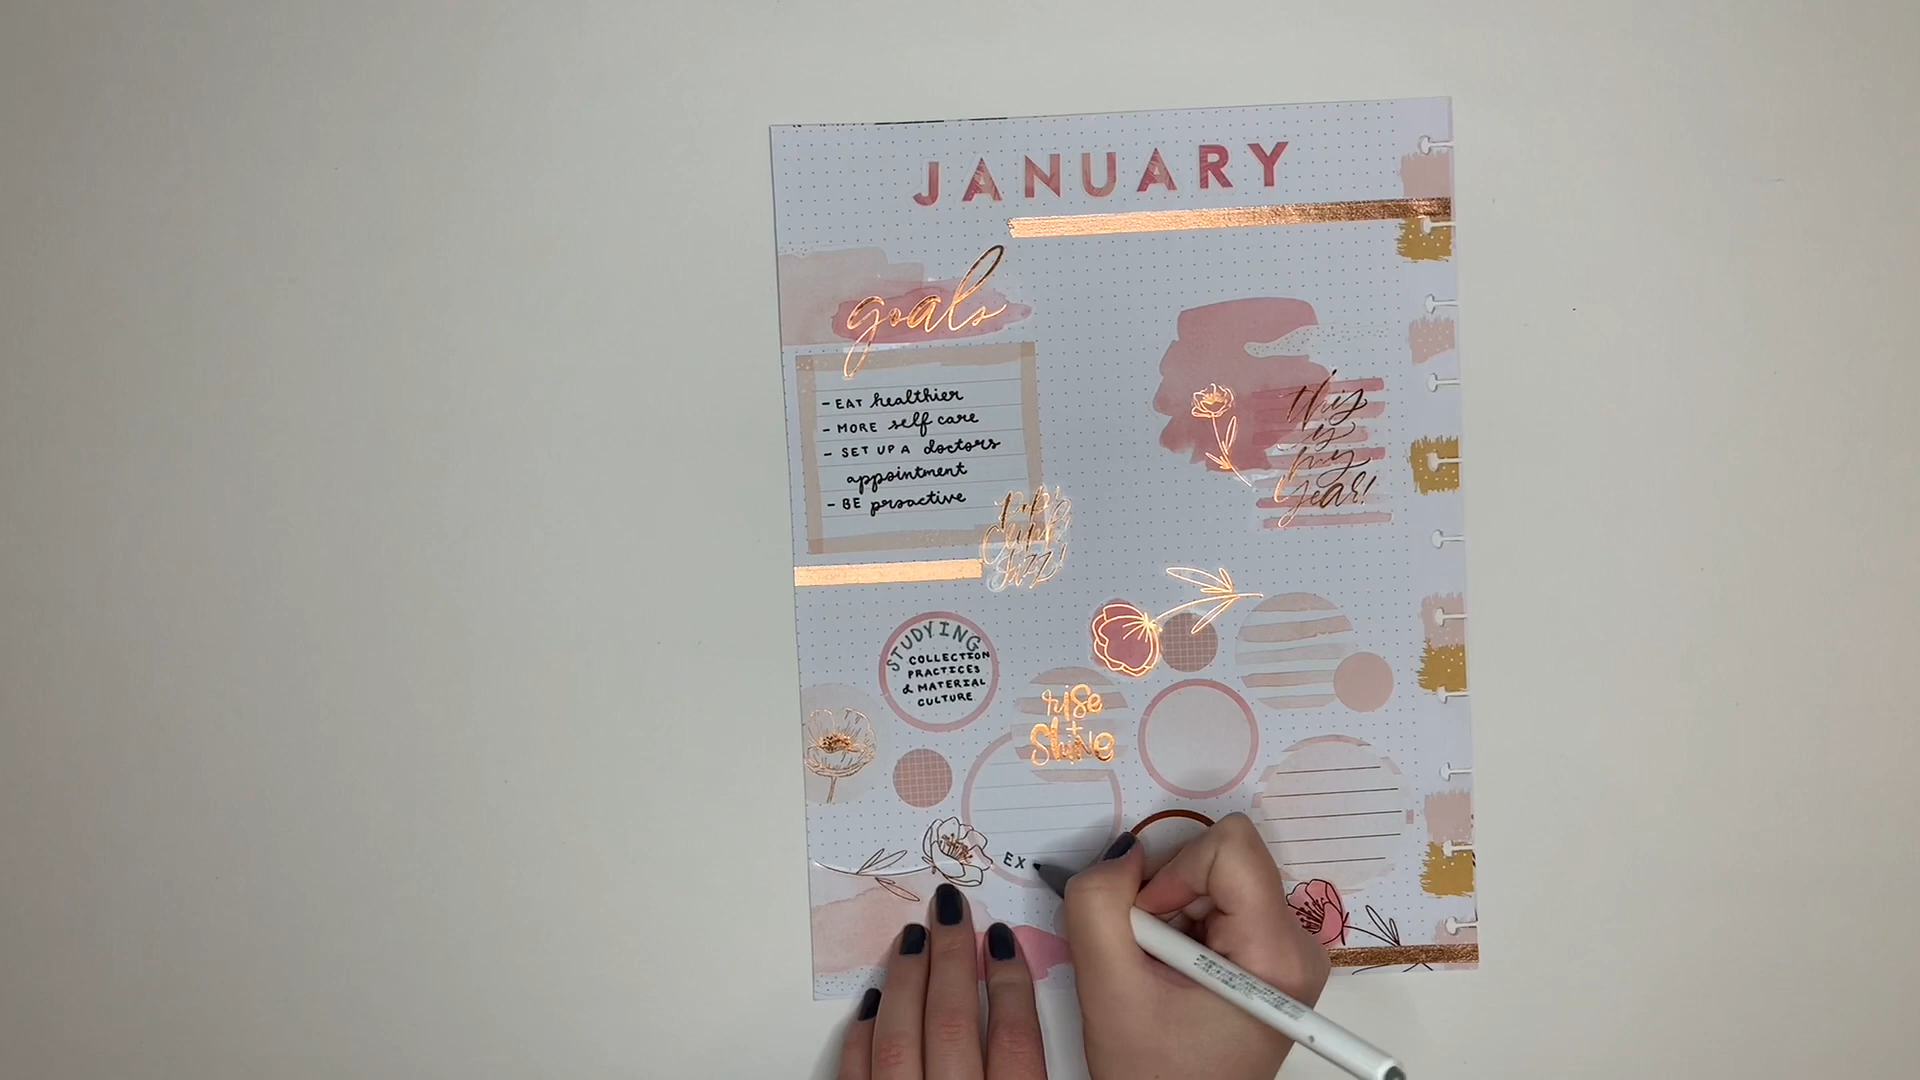 JANUARY
goals
- EAT healthier
- MORE self care
- SET UP A doctors
appointment
- BE proactive
this
is
my
year!
STUDYING
COLLECTION
PRACTICES
& MATERIAL
CULTURE
rise
+
shine
EX